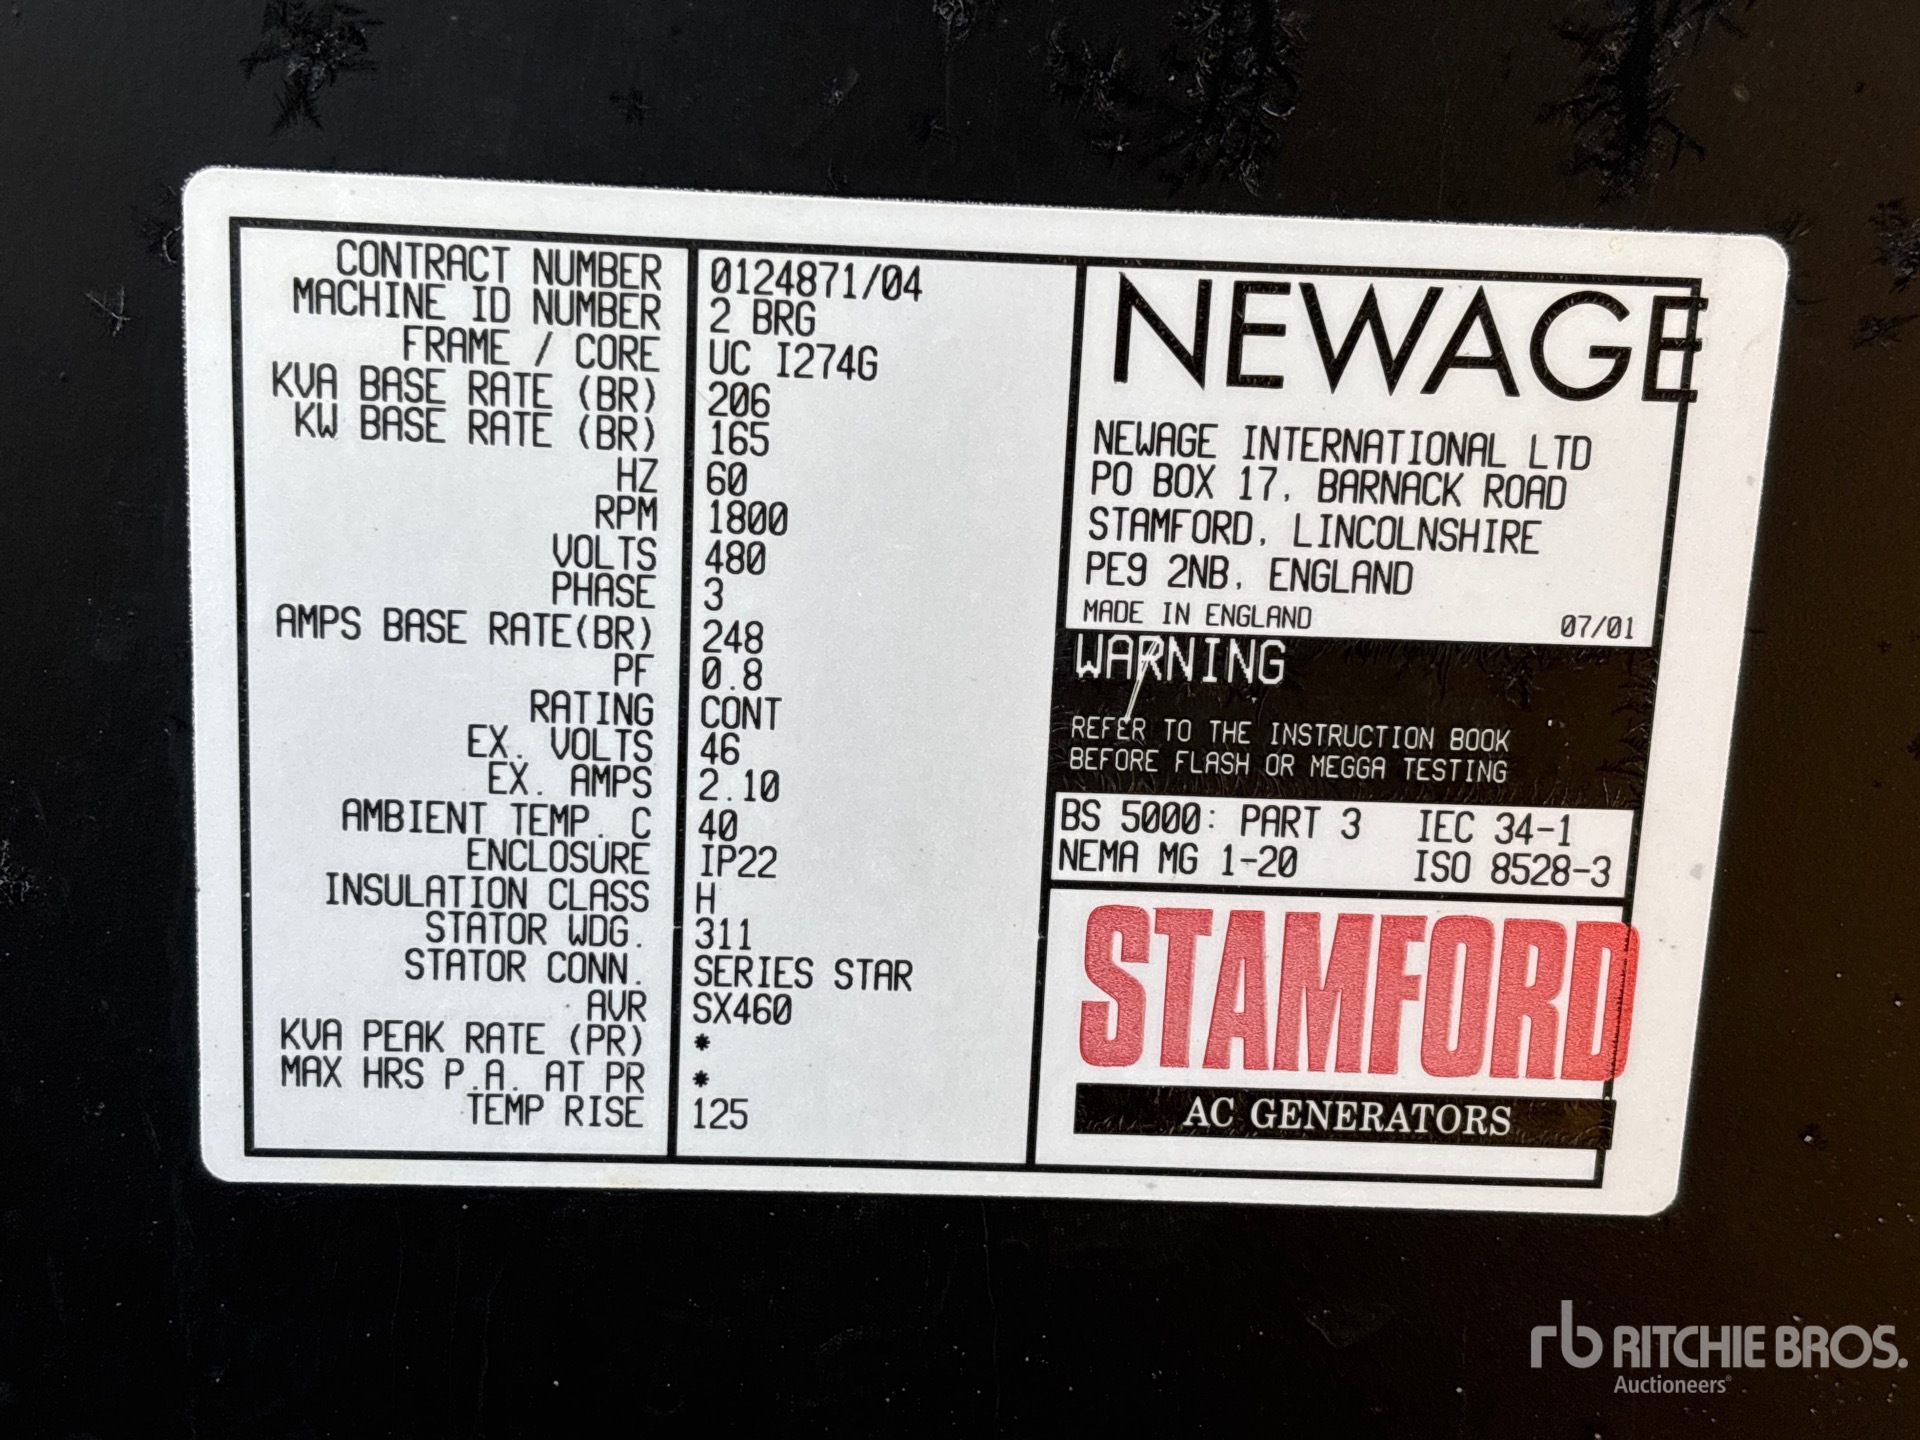 CONTRACT NUMBER 0124871/04
MACHINE ID NUMBER 2 BRG
FRAME / CORE UC I274G
KVA BASE RATE (BR) 206
KW BASE RATE (BR) 165
HZ 60
RPM 1800
VOLTS 480
PHASE 3
AMPS BASE RATE(BR) 248
PF 0.8
RATING CONT
EX. VOLTS 46
EX. AMPS 2.10
AMBIENT TEMP. C 40
ENCLOSURE IP22
INSULATION CLASS H
STATOR WDG. 311
STATOR CONN. SERIES STAR
AVR SX460
KVA PEAK RATE (PR) *
MAX HRS P.A. AT PR *
TEMP RISE 125
NEWAGE
NEWAGE INTERNATIONAL LTD
PO BOX 17, BARNACK ROAD
STAMFORD, LINCOLNSHIRE
PE9 2NB, ENGLAND
MADE IN ENGLAND 07/01
WARNING
REFER TO THE INSTRUCTION BOOK
BEFORE FLASH OR MEGGA TESTING
BS 5000: PART 3 IEC 34-1
NEMA MG 1-20 ISO 8528-3
STAMFORD
AC GENERATORS
rb RITCHIE BROS.
Auctioneers